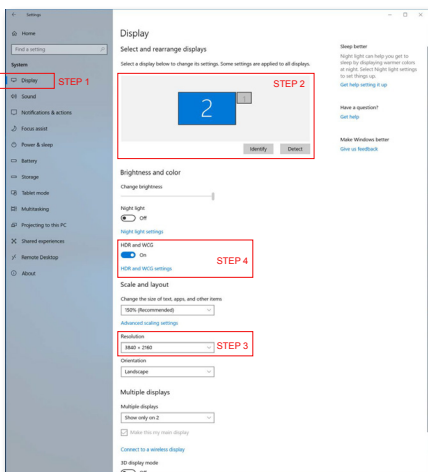 Settings
Home
Find a setting
System
Display
STEP 1
Sound
Notifications & actions
Focus assist
Power & sleep
Battery
Storage
Tablet mode
Multitasking
Projecting to this PC
Shared experiences
Remote Desktop
About
Display
Select and rearrange displays
Select a display below to change its settings. Some settings are applied to all displays.
STEP 2
2
1
Identify
Detect
Brightness and color
Change brightness
Night light
Off
Night light settings
HDR and WCG
On
STEP 4
HDR and WCG settings
Scale and layout
Change the size of text, apps, and other items
150% (Recommended)
Advanced scaling settings
Resolution
3840 × 2160
STEP 3
Orientation
Landscape
Multiple displays
Multiple displays
Show only on 2
Make this my main display
Connect to a wireless display
3D display mode
Off
Sleep better
Night light can help you get to
sleep by displaying warmer colors
at night. Select Night light settings
to set things up.
Get help setting it up
Have a question?
Get help
Make Windows better
Give us feedback